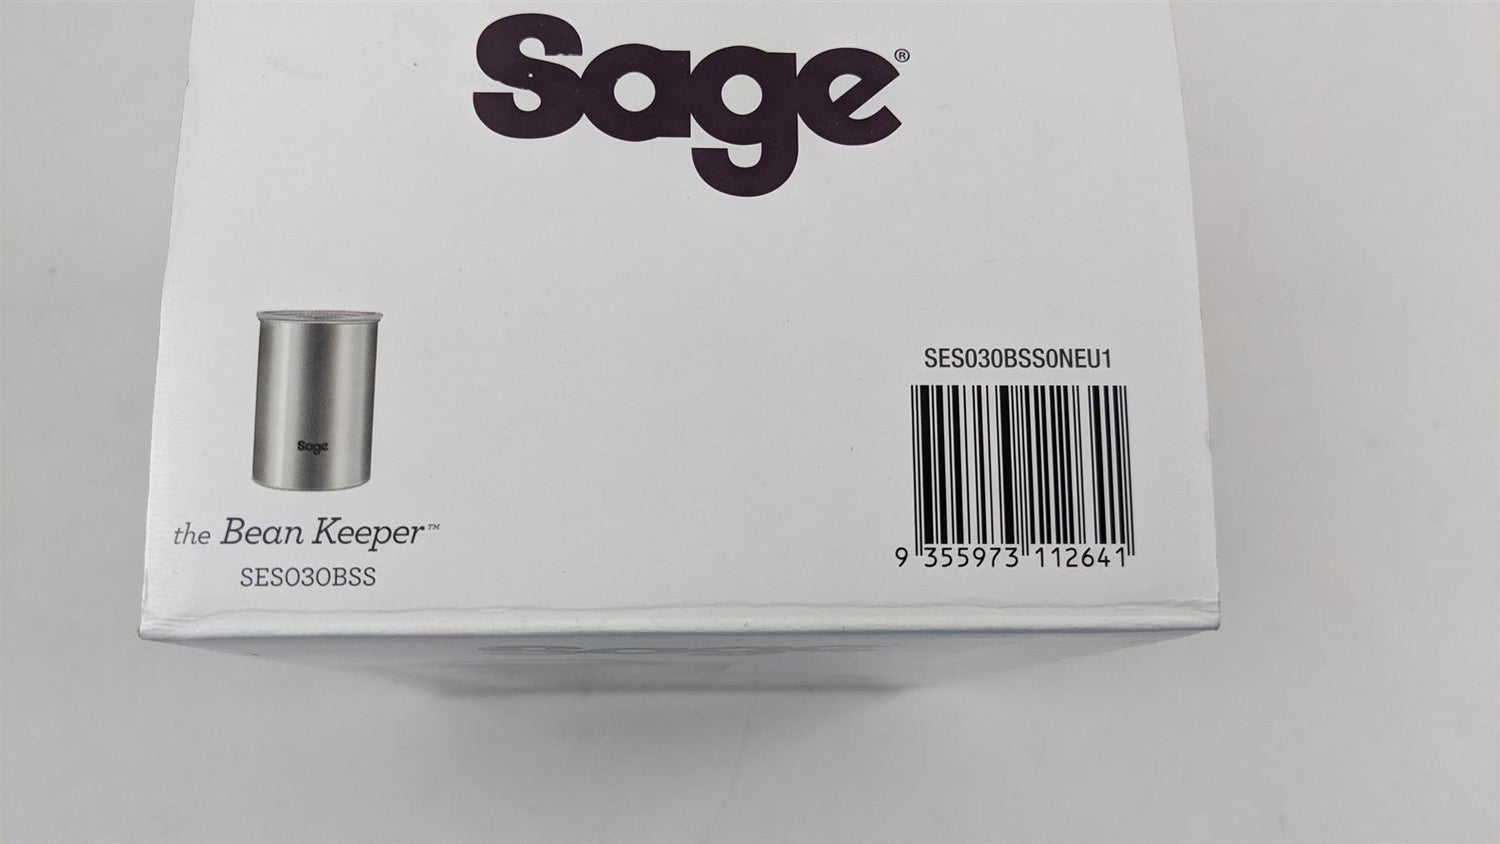 Sage®
Sage
the Bean Keeper™
SES030BSS
SES030BSS0NEU1
9 355973 112641